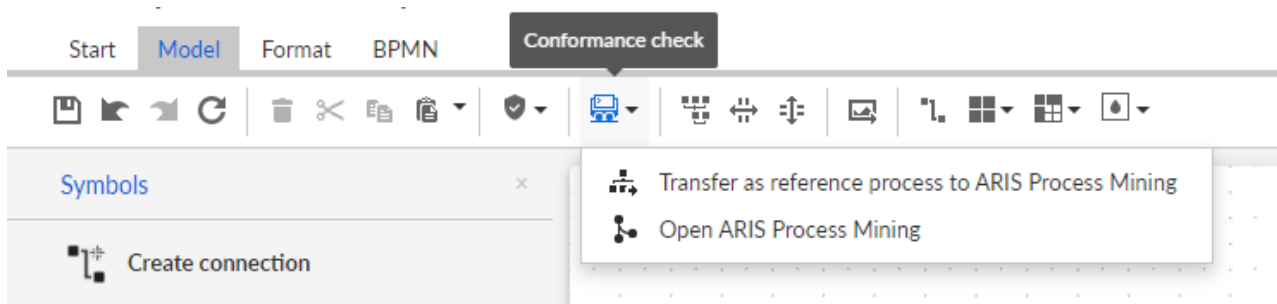 Conformance check
Start Model Format BPMN
Symbols
Transfer as reference process to ARIS Process Mining
Open ARIS Process Mining
Create connection